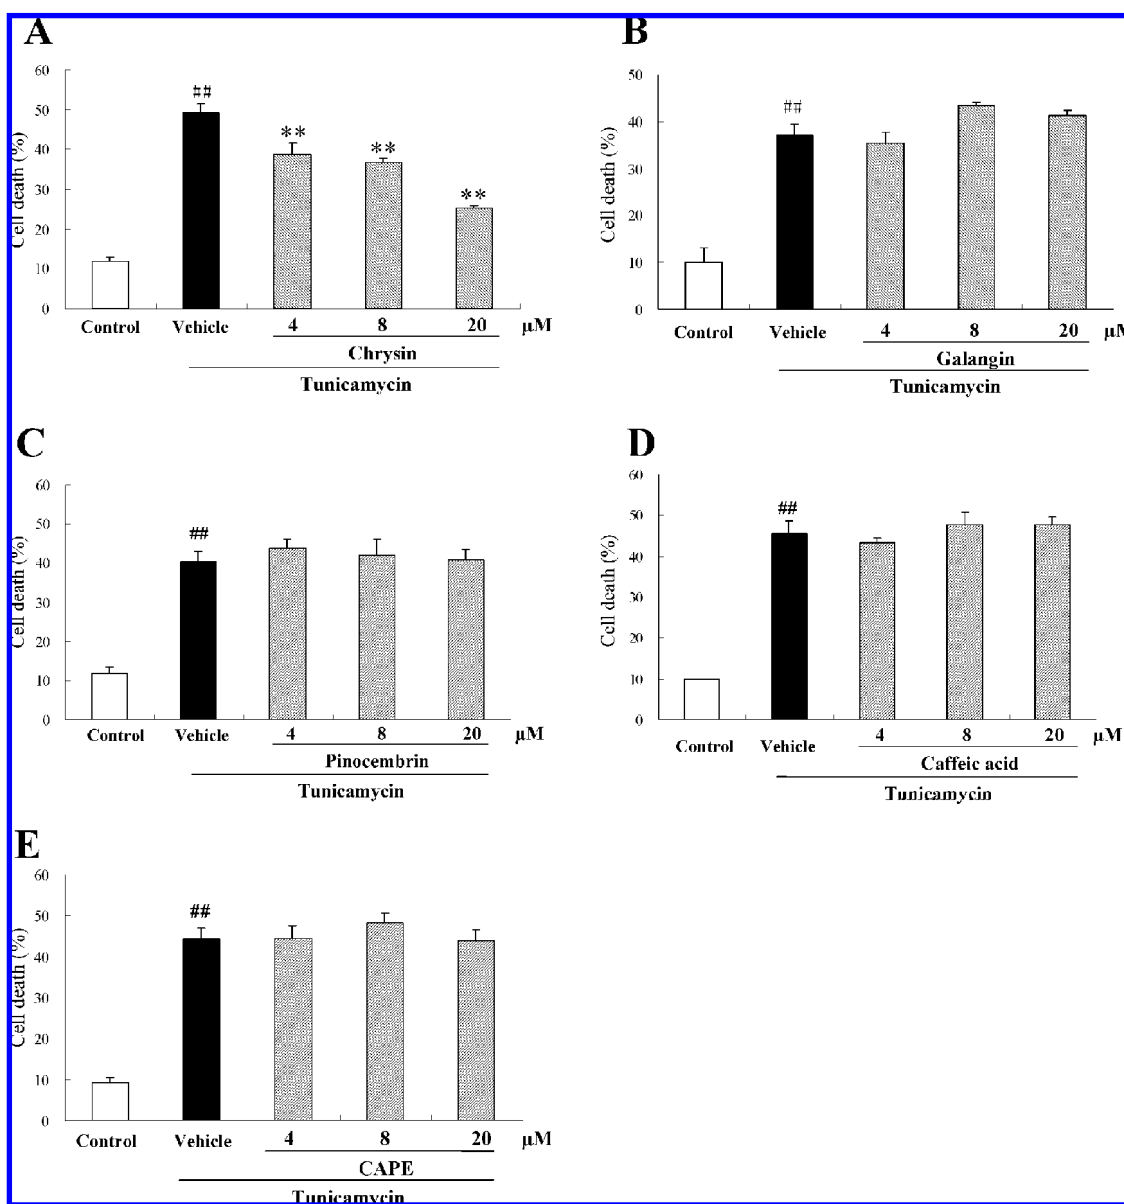 A
Cell death (%)
60
50
40
30
20
10
0
##
**
**
**
Control
Vehicle
4
8
20
μM
Chrysin
Tunicamycin
B
Cell death (%)
50
40
30
20
10
0
##
Control
Vehicle
4
8
20
Galangin
Tunicamycin
C
Cell death (%)
60
50
40
30
20
10
0
##
Control
Vehicle
4
8
20
μM
Pinocembrin
Tunicamycin
D
Cell death (%)
60
50
40
30
20
10
0
##
Control
Vehicle
4
8
20
μM
Caffeic acid
Tunicamycin
E
Cell death (%)
60
50
40
30
20
10
0
##
Control
Vehicle
4
8
20
μM
CAPE
Tunicamycin